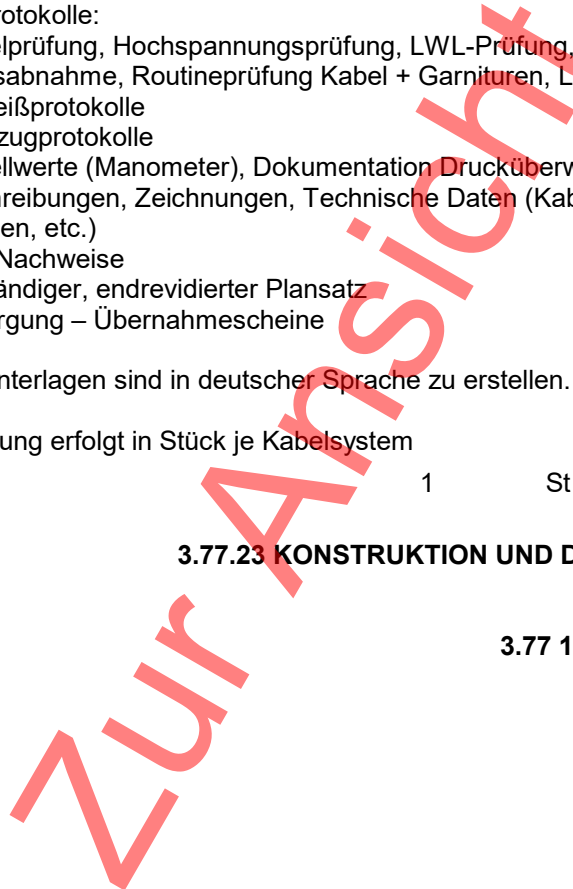 rotokolle:
elprüfung, Hochspannungsprüfung, LWL-Prüfung,
sabnahme, Routineprüfung Kabel + Garnituren, L
eißprotokolle
zugprotokolle
ellwerte (Manometer), Dokumentation Drucküberw
hreibungen, Zeichnungen, Technische Daten (Kab
en, etc.)
Nachweise
ändiger, endrevidierter Plansatz
rgung – Übernahmescheine
nterlagen sind in deutscher Sprache zu erstellen.
ung erfolgt in Stück je Kabelsystem
1 St
3.77.23 KONSTRUKTION UND D
3.77 1
Zur Ansicht